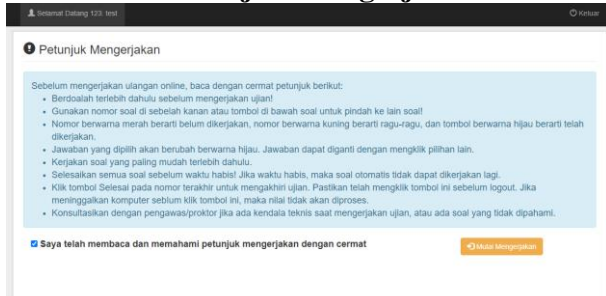 Selamat Datang 123. test
Keluar
Petunjuk Mengerjakan
Sebelum mengerjakan ulangan online, baca dengan cermat petunjuk berikut:
Berdoalah terlebih dahulu sebelum mengerjakan ujian!
Gunakan nomor soal di sebelah kanan atau tombol di bawah soal untuk pindah ke lain soal!
Nomor berwarna merah berarti belum dikerjakan, nomor berwarna kuning berarti ragu-ragu, dan tombol berwarna hijau berarti telah
dikerjakan.
Jawaban yang dipilih akan berubah berwarna hijau. Jawaban dapat diganti dengan mengklik pilihan lain.
Kerjakan soal yang paling mudah terlebih dahulu.
Selesaikan semua soal sebelum waktu habis! Jika waktu habis, maka soal otomatis tidak dapat dikerjakan lagi.
Klik tombol Selesai pada nomor terakhir untuk mengakhiri ujian. Pastikan telah mengklik tombol ini sebelum logout. Jika
meninggalkan komputer seblum klik tombol ini, maka nilai tidak akan diproses.
Konsultasikan dengan pengawas/proktor jika ada kendala teknis saat mengerjakan ujian, atau ada soal yang tidak dipahami.
Saya telah membaca dan memahami petunjuk mengerjakan dengan cermat
Mulai Mengerjakan